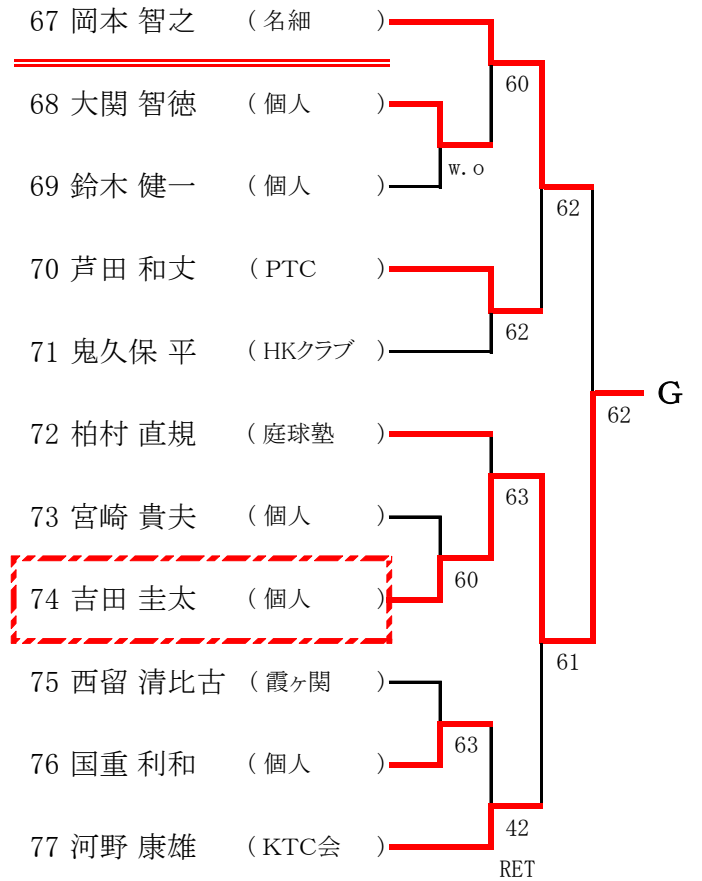 67 岡本 智之 （ 名細 ）
60
68 大関 智徳 （ 個人 ）
w.o
69 鈴木 健一 （ 個人 ）
62
70 芦田 和丈 （ PTC ）
62
71 鬼久保 平 （ HKクラブ ）
G
62
72 柏村 直規 （ 庭球塾 ）
63
73 宮崎 貴夫 （ 個人 ）
60
74 吉田 圭太 （ 個人 ）
61
75 西留 清比古 （ 霞ヶ関 ）
63
76 国重 利和 （ 個人 ）
42
77 河野 康雄 （ KTC会 ）
RET